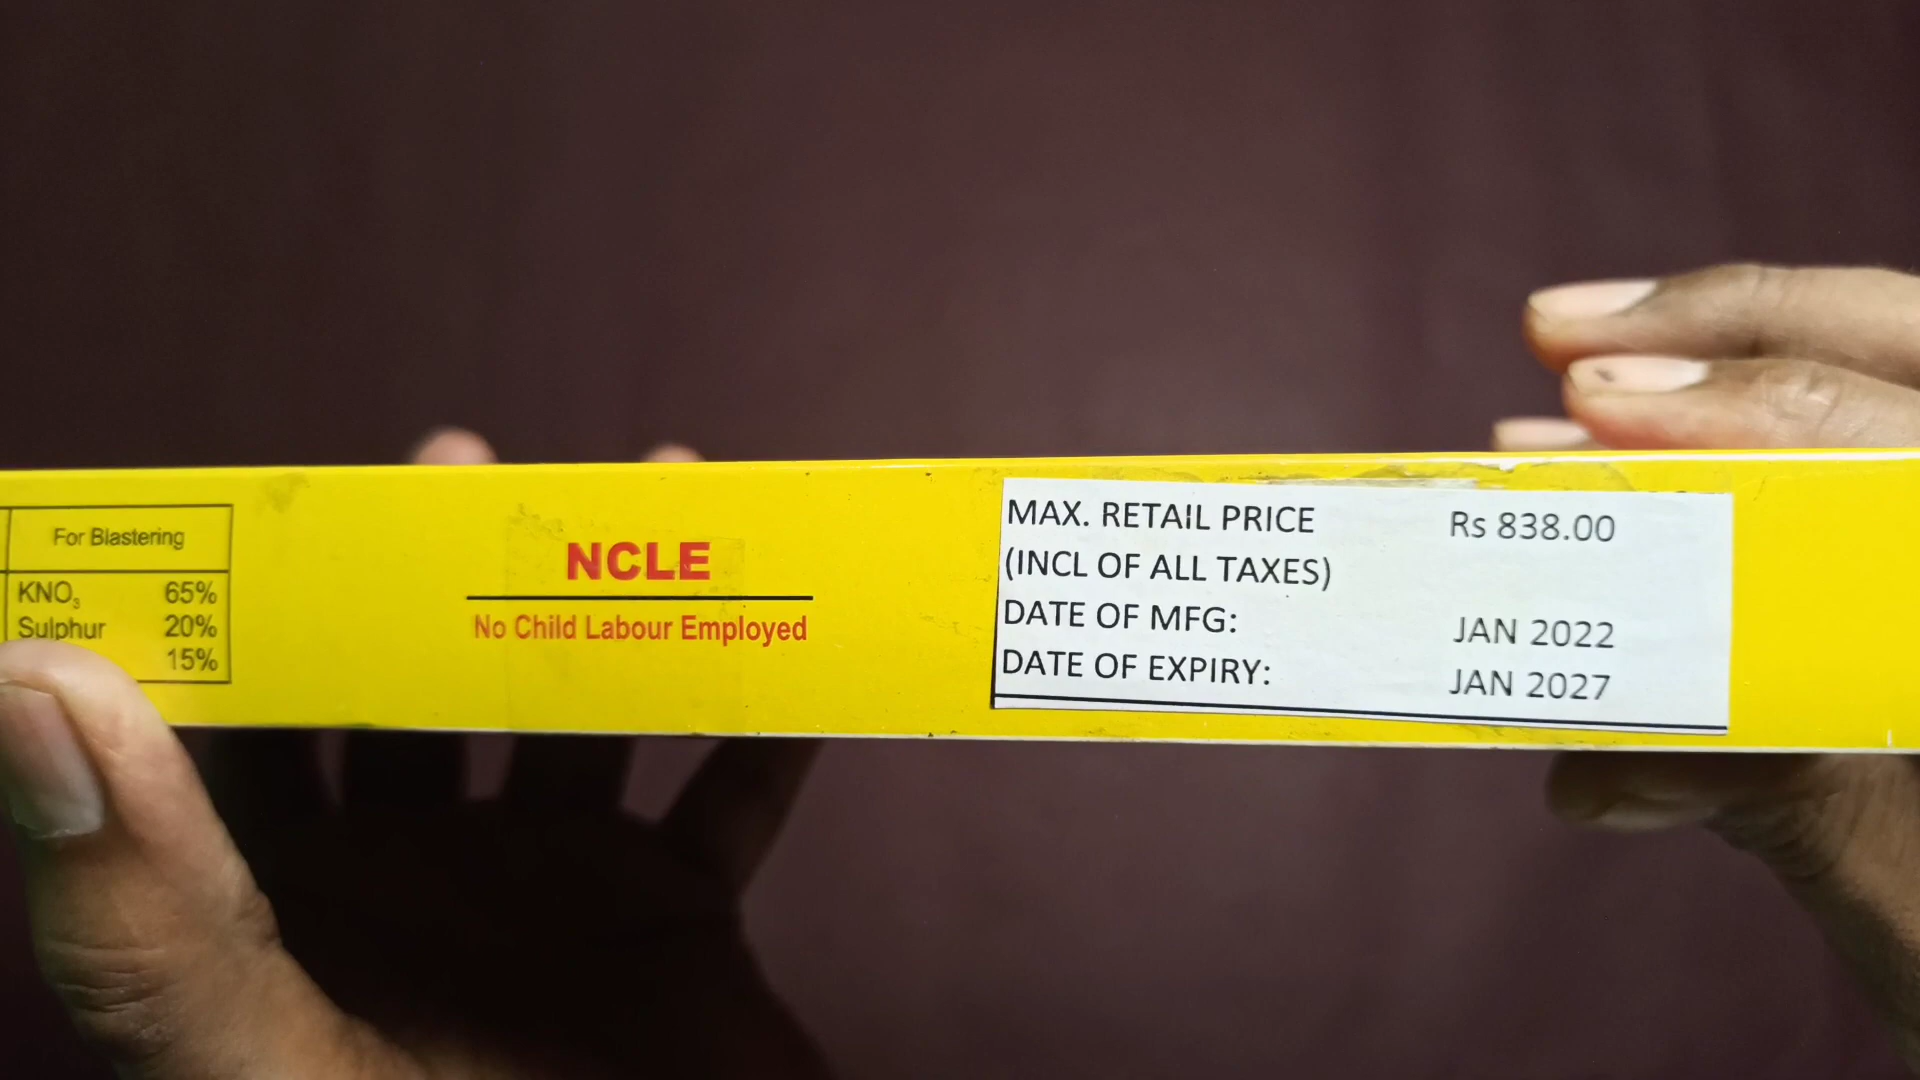 For Blastering
KNO₃ 65%
Sulphur 20%
15%
NCLE
No Child Labour Employed
MAX. RETAIL PRICE Rs 838.00
(INCL OF ALL TAXES)
DATE OF MFG: JAN 2022
DATE OF EXPIRY: JAN 2027